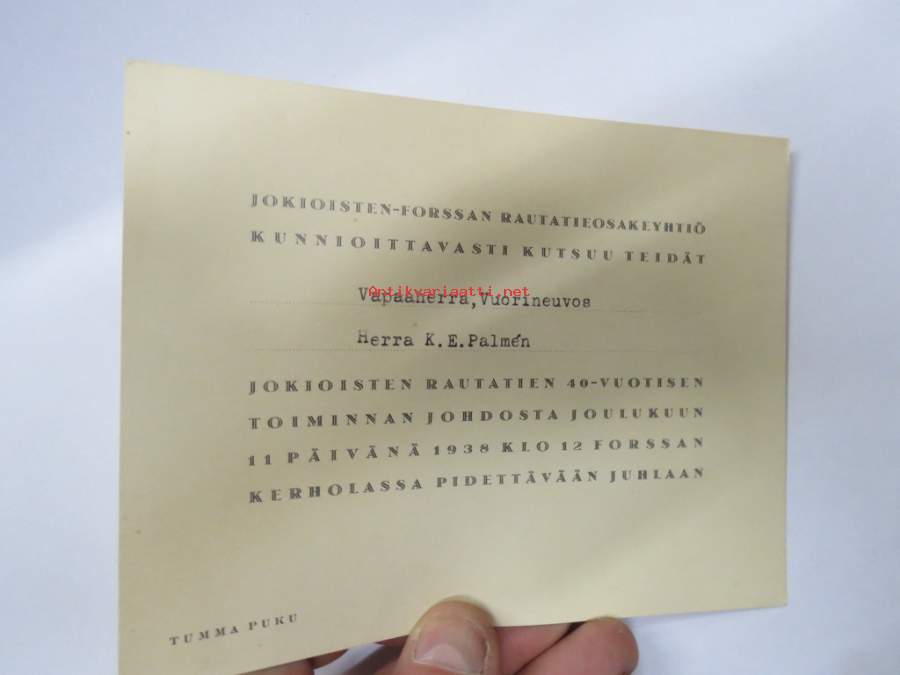 JOKIOISTEN-FORSSAN RAUTATIEOSAKEYHTIÖ
KUNNIOITTAVASTI KUTSUU TEIDÄT
Antikvariaatti.net
Vapaaherra,Vuorineuvos
Herra K.E.Palmén
JOKIOISTEN RAUTATIEN 40-VUOTISEN
TOIMINNAN JOHDOSTA JOULUKUUN
11 PÄIVÄNÄ 1938 KLO 12 FORSSAN
KERHOLASSA PIDETTÄVÄÄN JUHLAAN
TUMMA PUKU